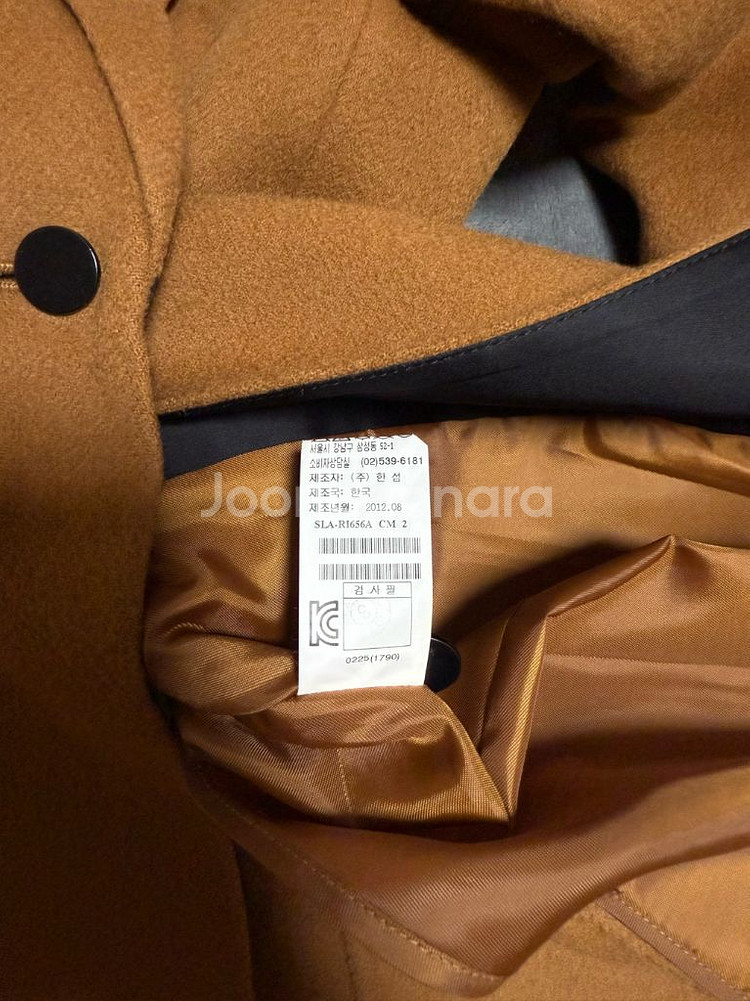 서울시 강남구 삼성동 52-1
소비자상담실 (02)539-6181
제조자: (주) 한 섬
제조국: 한국
제조년월: 2012.08
SLA-RI656A CM 2
검 사 필
0225(1790)